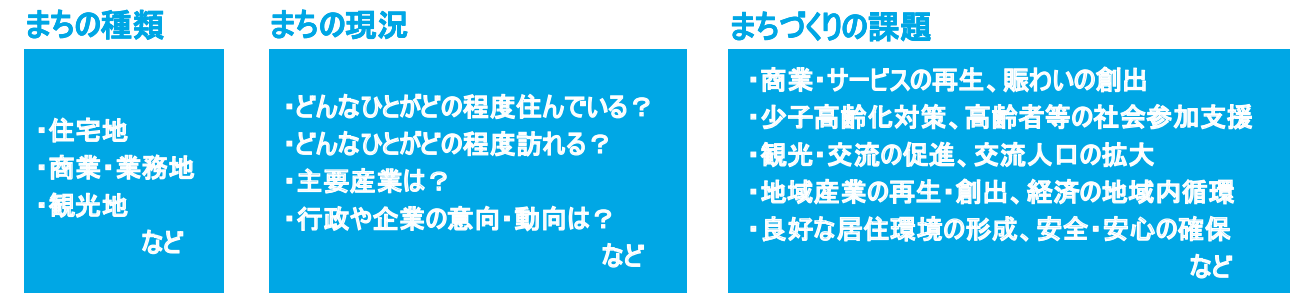 まちの種類
・住宅地
・商業・業務地
・観光地
など
まちの現況
・どんなひとがどの程度住んでいる？
・どんなひとがどの程度訪れる？
・主要産業は？
・行政や企業の意向・動向は？
など
まちづくりの課題
・商業・サービスの再生、賑わいの創出
・少子高齢化対策、高齢者等の社会参加支援
・観光・交流の促進、交流人口の拡大
・地域産業の再生・創出、経済の地域内循環
・良好な居住環境の形成、安全・安心の確保
など